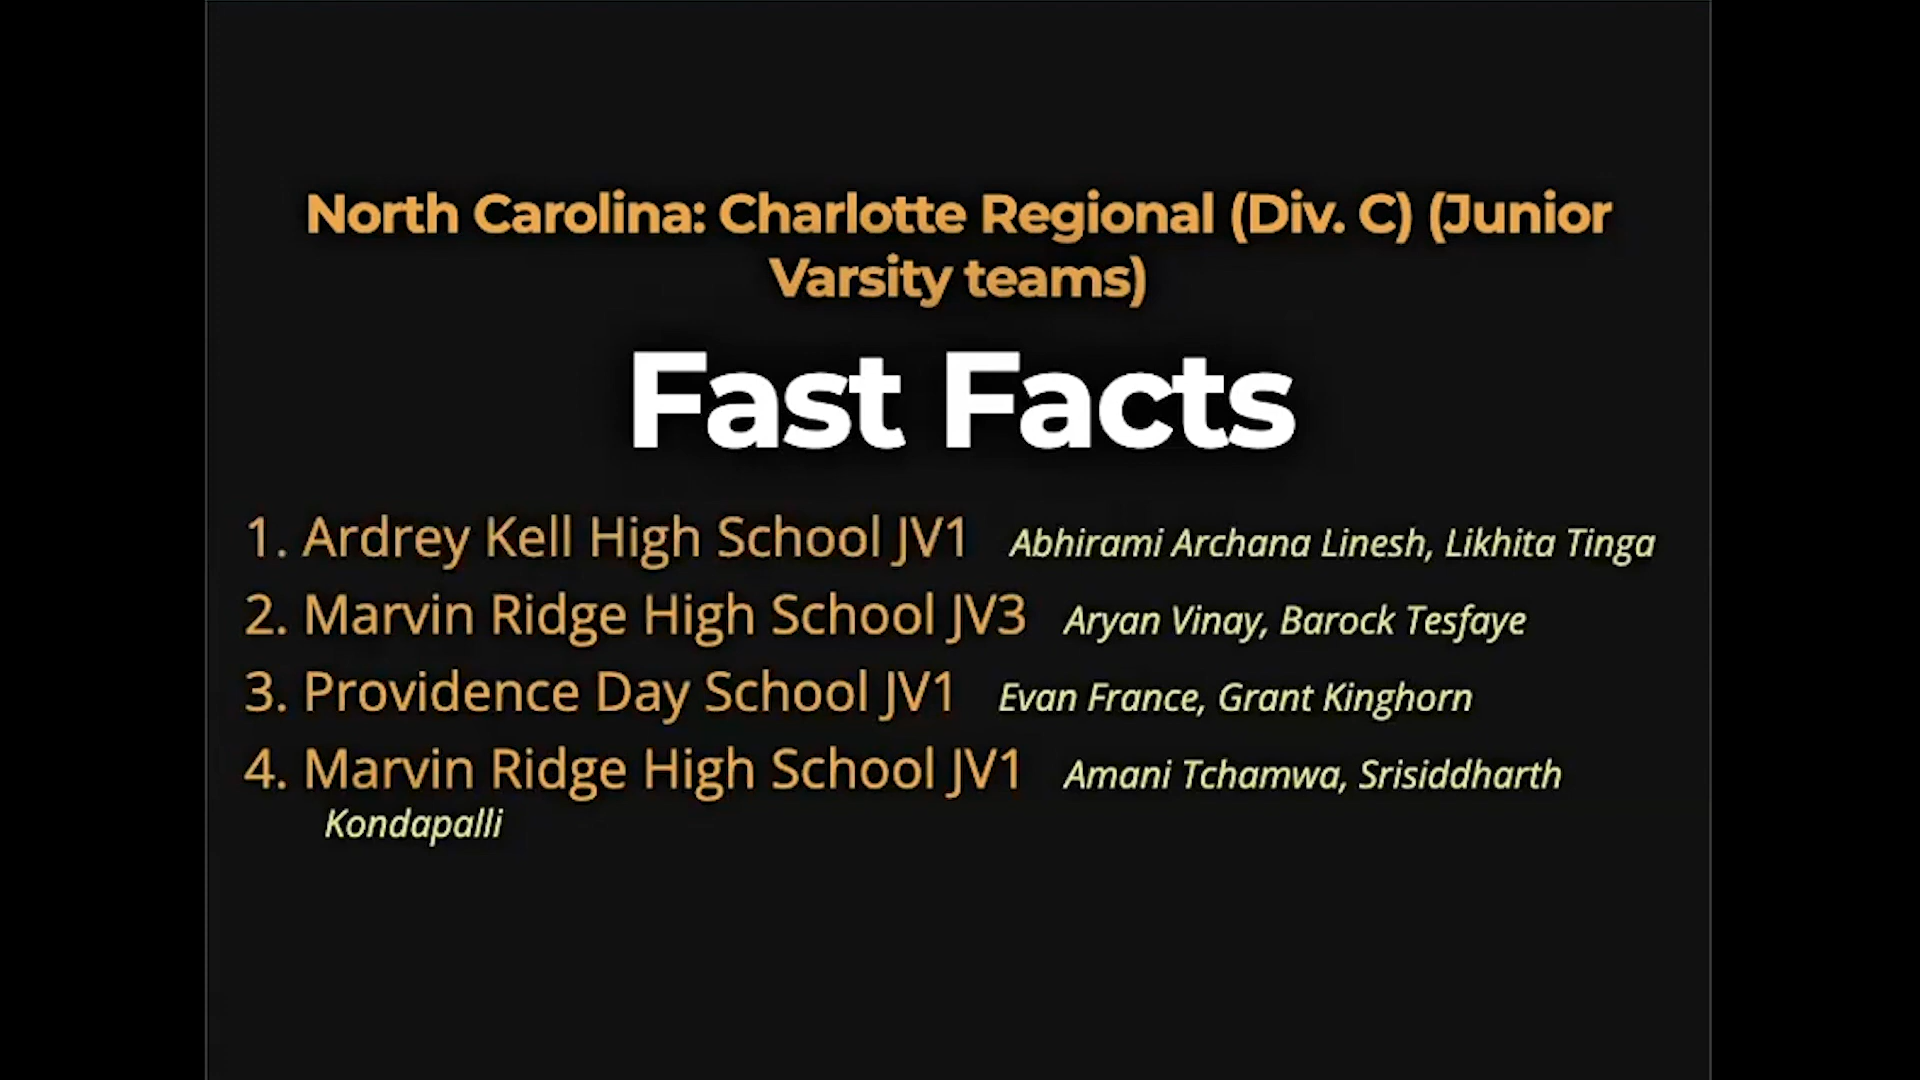 North Carolina: Charlotte Regional (Div. C) (Junior
Varsity teams)
Fast Facts
1. Ardrey Kell High School JV1 Abhirami Archana Linesh, Likhita Tinga
2. Marvin Ridge High School JV3 Aryan Vinay, Barock Tesfaye
3. Providence Day School JV1 Evan France, Grant Kinghorn
4. Marvin Ridge High School JV1 Amani Tchamwa, Srisiddharth
Kondapalli